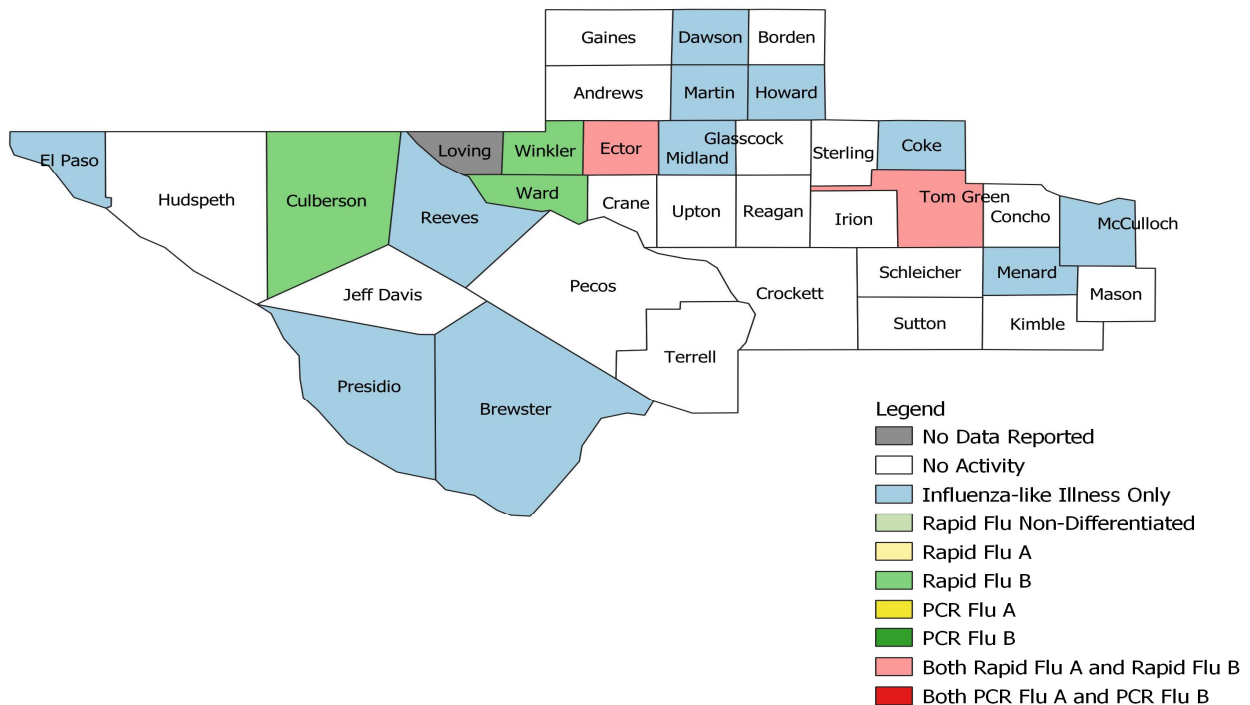 Gaines
Dawson
Borden
Andrews
Martin
Howard
El Paso
Hudspeth
Culberson
Reeves
Loving
Winkler
Ector
Midland
Glasscock
Sterling
Coke
Ward
Crane
Upton
Reagan
Irion
Tom Green
Concho
McCulloch
Jeff Davis
Pecos
Crockett
Schleicher
Menard
Mason
Sutton
Kimble
Terrell
Presidio
Brewster
Legend
No Data Reported
No Activity
Influenza-like Illness Only
Rapid Flu Non-Differentiated
Rapid Flu A
Rapid Flu B
PCR Flu A
PCR Flu B
Both Rapid Flu A and Rapid Flu B
Both PCR Flu A and PCR Flu B